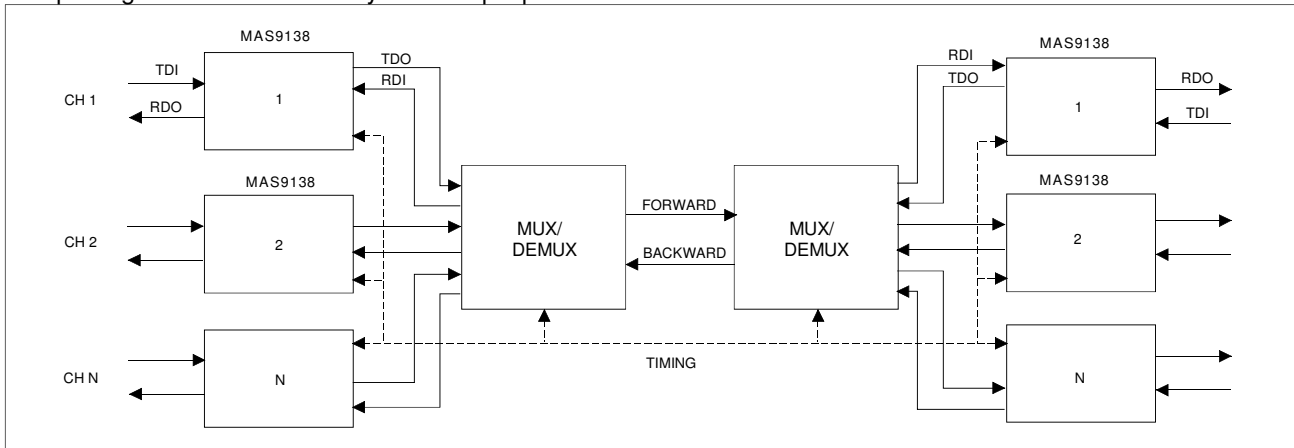 MAS9138
MAS9138
TDI
TDO
RDI
RDI
TDO
RDO
CH 1
RDO
1
1
TDI
MAS9138
MAS9138
CH 2
2
MUX/
DEMUX
FORWARD
BACKWARD
MUX/
DEMUX
2
TIMING
CH N
N
N